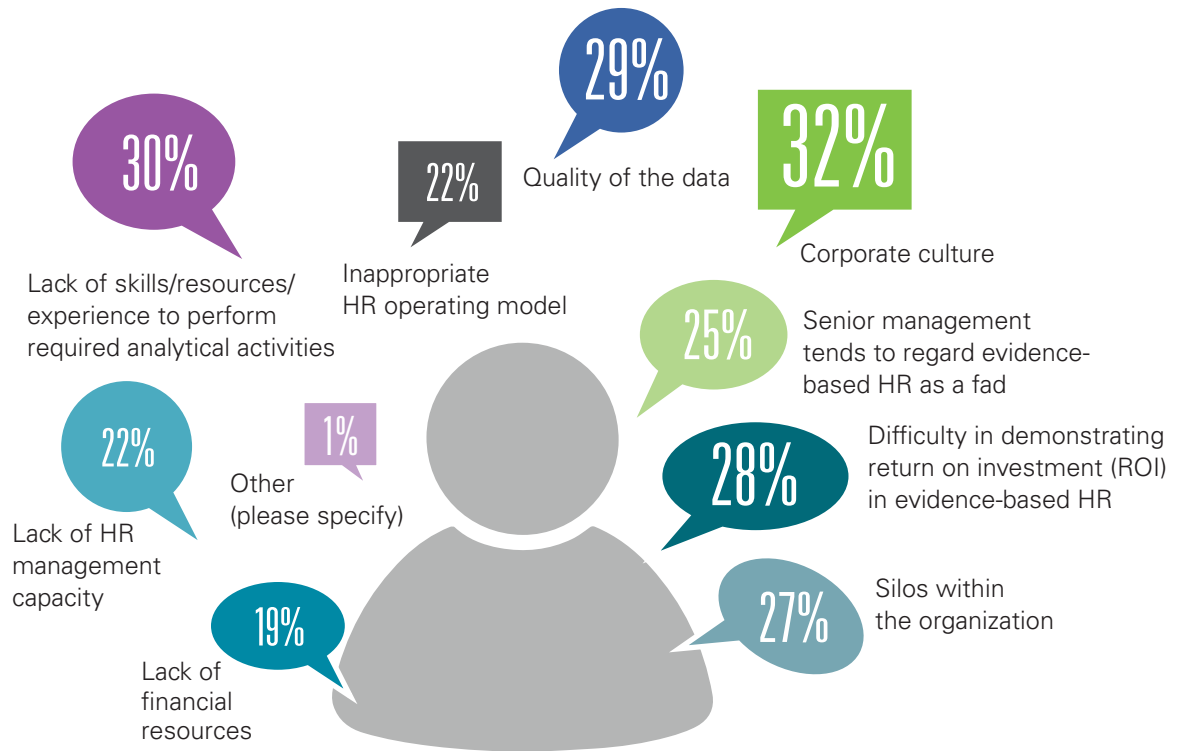 29%
Quality of the data
32%
Corporate culture
30%
Lack of skills/resources/
experience to perform
required analytical activities
22%
Inappropriate
HR operating model
25%
Senior management
tends to regard evidence-
based HR as a fad
22%
Lack of HR
management
capacity
1%
Other
(please specify)
28%
Difficulty in demonstrating
return on investment (ROI)
in evidence-based HR
19%
Lack of
financial
resources
27%
Silos within
the organization